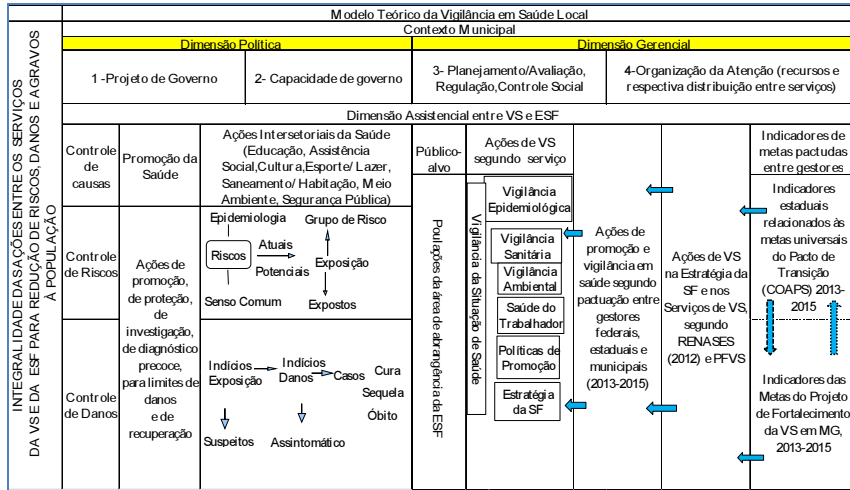 Modelo Teórico da Vigilância em Saúde Local
Contexto Municipal
Dimensão Política
Dimensão Gerencial
1 -Projeto de Governo
2- Capacidade de governo
3- Planejamento/Avaliação,
Regulação,Controle Social
4-Organização da Atenção (recursos e
respectiva distribuição entre serviços)
Dimensão Assistencial entre VS e ESF
INTEGRALIDADE DAS AÇÕES ENTRE OS SERVIÇOS
DA VS E DA ESF PARA REDUÇÃO DE RISCOS, DANOS E AGRAVOS
À POPULAÇÃO
Controle
de
causas
Promoção da
Saúde
Ações Intersetoriais da Saúde
(Educação, Assistência
Social,Cultura,Esporte/ Lazer,
Saneamento/ Habitação, Meio
Ambiente, Segurança Pública)
Público-
alvo
Ações de VS
segundo serviço
Indicadores de
metas pactudas
entre gestores
Controle
de Riscos
Controle
de Danos
Ações de
promoção,
de proteção,
de
investigação,
de diagnóstico
precoce,
para limites de
danos
e de
recuperação
Epidemiologia
Grupo de Risco
Riscos
Atuais
Potenciais
Exposição
Senso Comum
Expostos
Indícios
Exposição
Indícios
Danos
Casos
Cura
Sequela
Óbito
Suspeitos
Assintomático
Poulações da área de abrangência da ESF
Vigilância da Situação de Saúde
Vigilância
Epidemiológica
Vigilância
Sanitária
Vigilância
Ambiental
Saúde do
Trabalhador
Políticas de
Promoção
Estratégia
da SF
Ações de
promoção e
vigilância em
saúde segundo
pactuação entre
gestores
federais,
estaduais e
municipais
(2013-2015)
Ações de VS
na Estratégia da
SF e nos
Serviços de VS,
segundo
RENASES
(2012) e PFVS
Indicadores
estaduais
relacionados às
metas universais
do Pacto de
Transição
(COAPS) 2013-
2015
Indicadores das
Metas do Projeto
de Fortalecimento
da VS em MG,
2013-2015